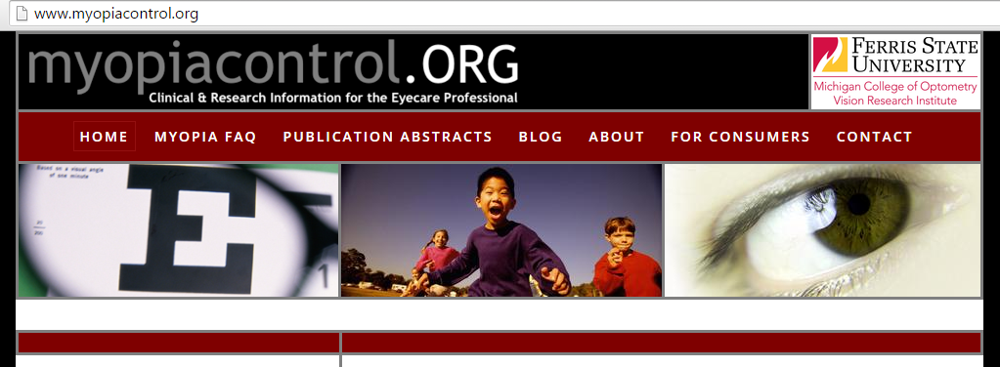 www.myopiacontrol.org
myopiacontrol.ORG
Clinical & Research Information for the Eyecare Professional
FERRIS STATE
UNIVERSITY
Michigan College of Optometry
Vision Research Institute
HOME MYOPIA FAQ PUBLICATION ABSTRACTS BLOG ABOUT FOR CONSUMERS CONTACT
Based on a visual angle
of one minute
20
200
E
1